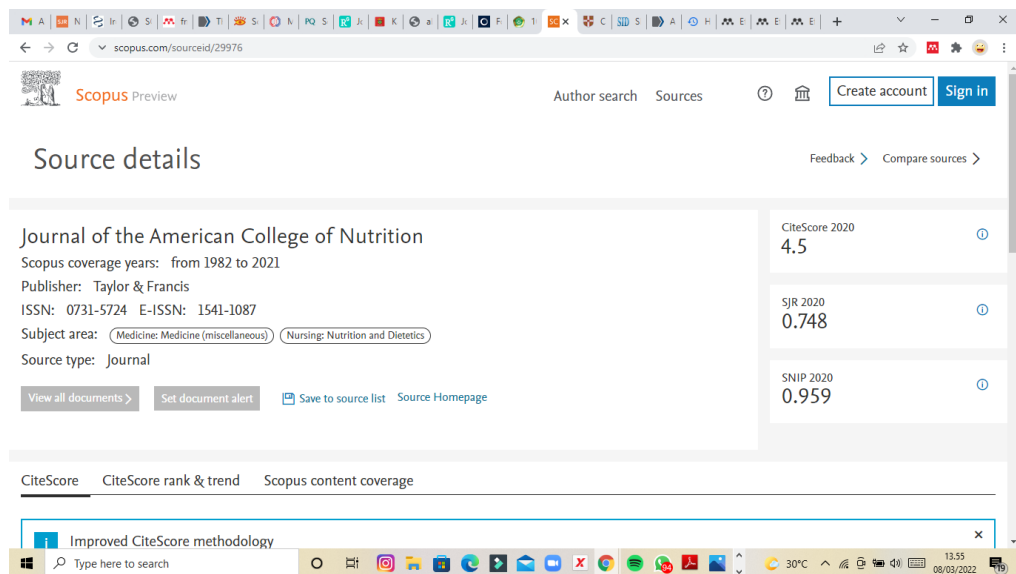 scopus.com/sourceid/29976
Scopus Preview
Author search Sources
Create account
Sign in
Source details
Feedback
Compare sources
Journal of the American College of Nutrition
Scopus coverage years: from 1982 to 2021
Publisher: Taylor & Francis
ISSN: 0731-5724 E-ISSN: 1541-1087
Subject area: Medicine: Medicine (miscellaneous) Nursing: Nutrition and Dietetics
Source type: Journal
View all documents
Set document alert
Save to source list
Source Homepage
CiteScore 2020
4.5
SJR 2020
0.748
SNIP 2020
0.959
CiteScore CiteScore rank & trend Scopus content coverage
Improved CiteScore methodology
Type here to search
94
30°C
13.55
08/03/2022
19